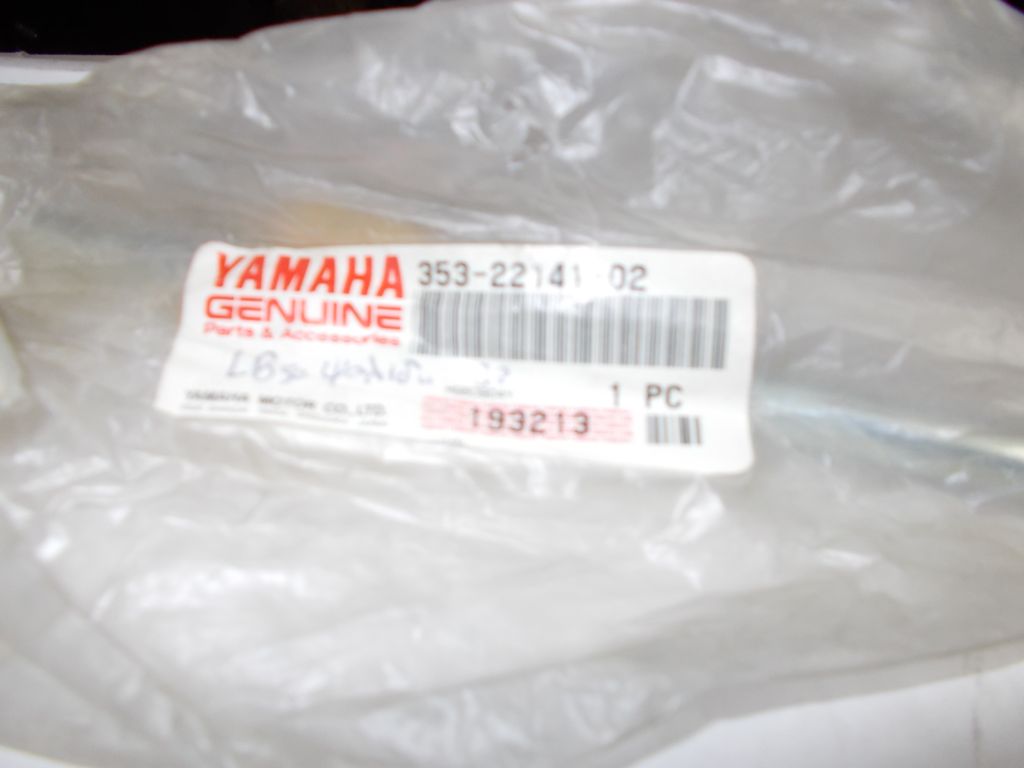 YAMAHA 353-22141-02
GENUINE
Parts & Accessories
1 PC
YAMAHA MOTOR CO., LTD.
193213